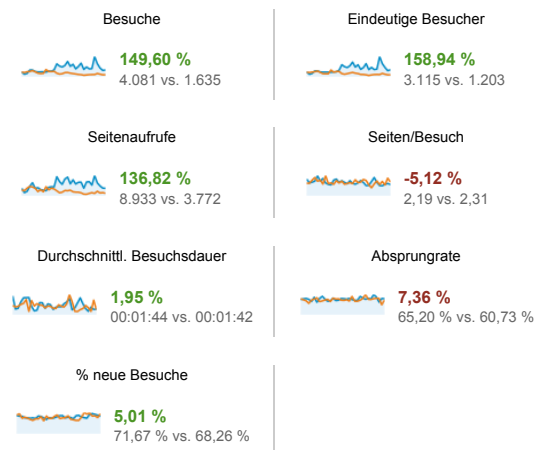 Besuche
149,60 %
4.081 vs. 1.635
Eindeutige Besucher
158,94 %
3.115 vs. 1.203
Seitenaufrufe
136,82 %
8.933 vs. 3.772
Seiten/Besuch
-5,12 %
2,19 vs. 2,31
Durchschnittl. Besuchsdauer
1,95 %
00:01:44 vs. 00:01:42
Absprungrate
7,36 %
65,20 % vs. 60,73 %
% neue Besuche
5,01 %
71,67 % vs. 68,26 %